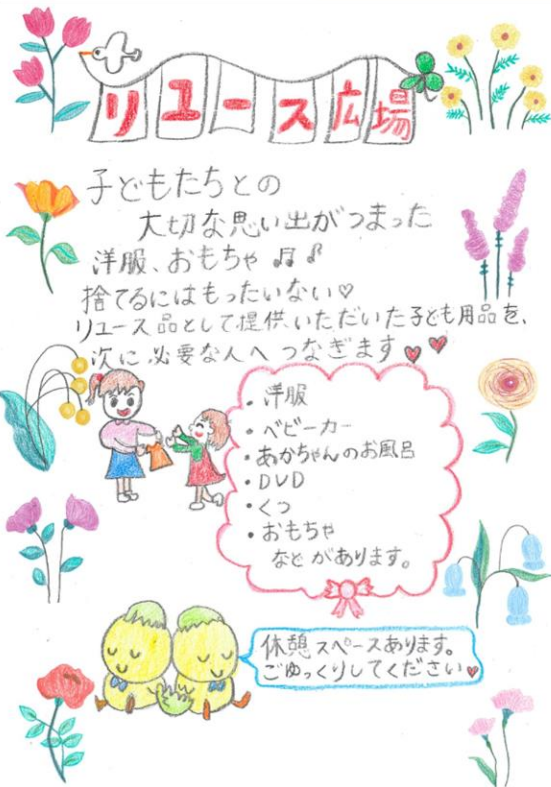 リユース広場
子どもたちとの
大切な思い出がつまった
洋服、おもちゃ♫♪
捨てるにはもったいない♡
リユース品として提供いただいた子ども用品を、
次に必要な人へつなぎます♥♥
・洋服
・ベビーカー
・あかちゃんのお風呂
・DVD
・くつ
・おもちゃ
などがあります。
休憩スペースあります。
ごゆっくりしてください♥